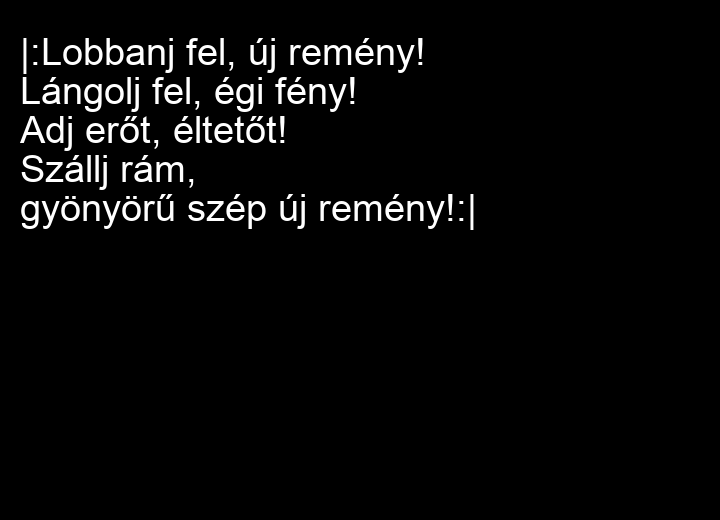 |:Lobbanj fel, új remény!
Lángolj fel, égi fény!
Adj erőt, éltetőt!
Szállj rám,
gyönyörű szép új remény!:|